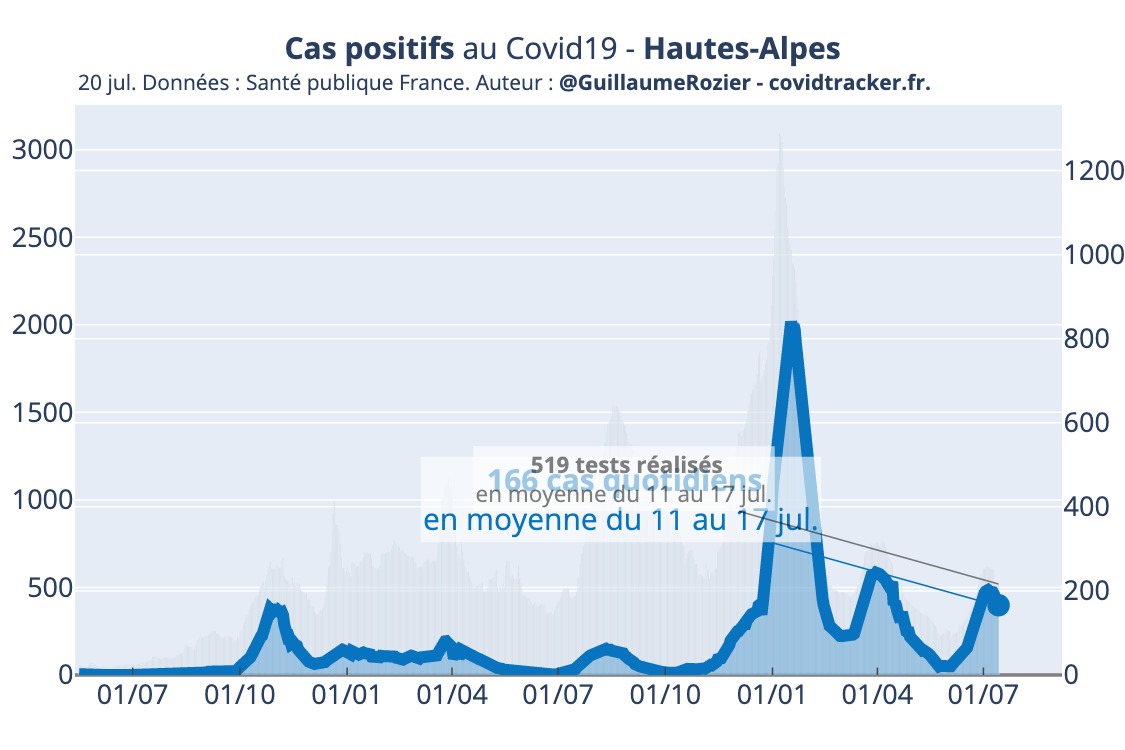 Cas positifs au Covid19 - Hautes-Alpes
20 jul. Données : Santé publique France. Auteur : @GuillaumeRozier - covidtracker.fr.
3000
2500
2000
1500
1000
500
0
1200
1000
800
600
400
200
0
519 tests réalisés
en moyenne du 11 au 17 jul.
166 cas quotidiens
en moyenne du 11 au 17 jul.
01/07 01/10 01/01 01/04 01/07 01/10 01/01 01/04 01/07